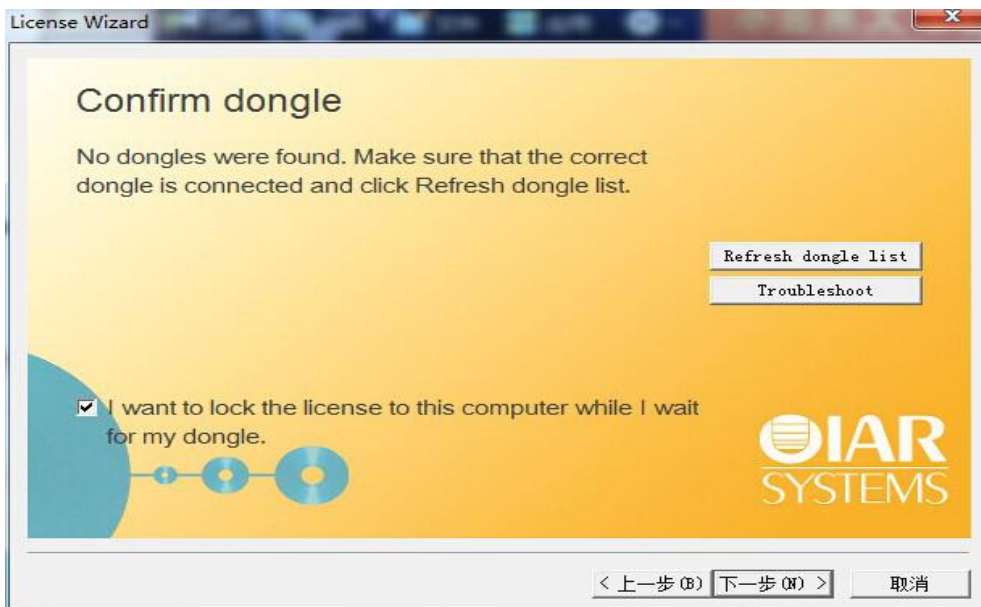 License Wizard
Confirm dongle
No dongles were found. Make sure that the correct
dongle is connected and click Refresh dongle list.
Refresh dongle list
Troubleshoot
I want to lock the license to this computer while I wait
for my dongle.
IAR
SYSTEMS
< 上一步(B) 下一步(N) > 取消